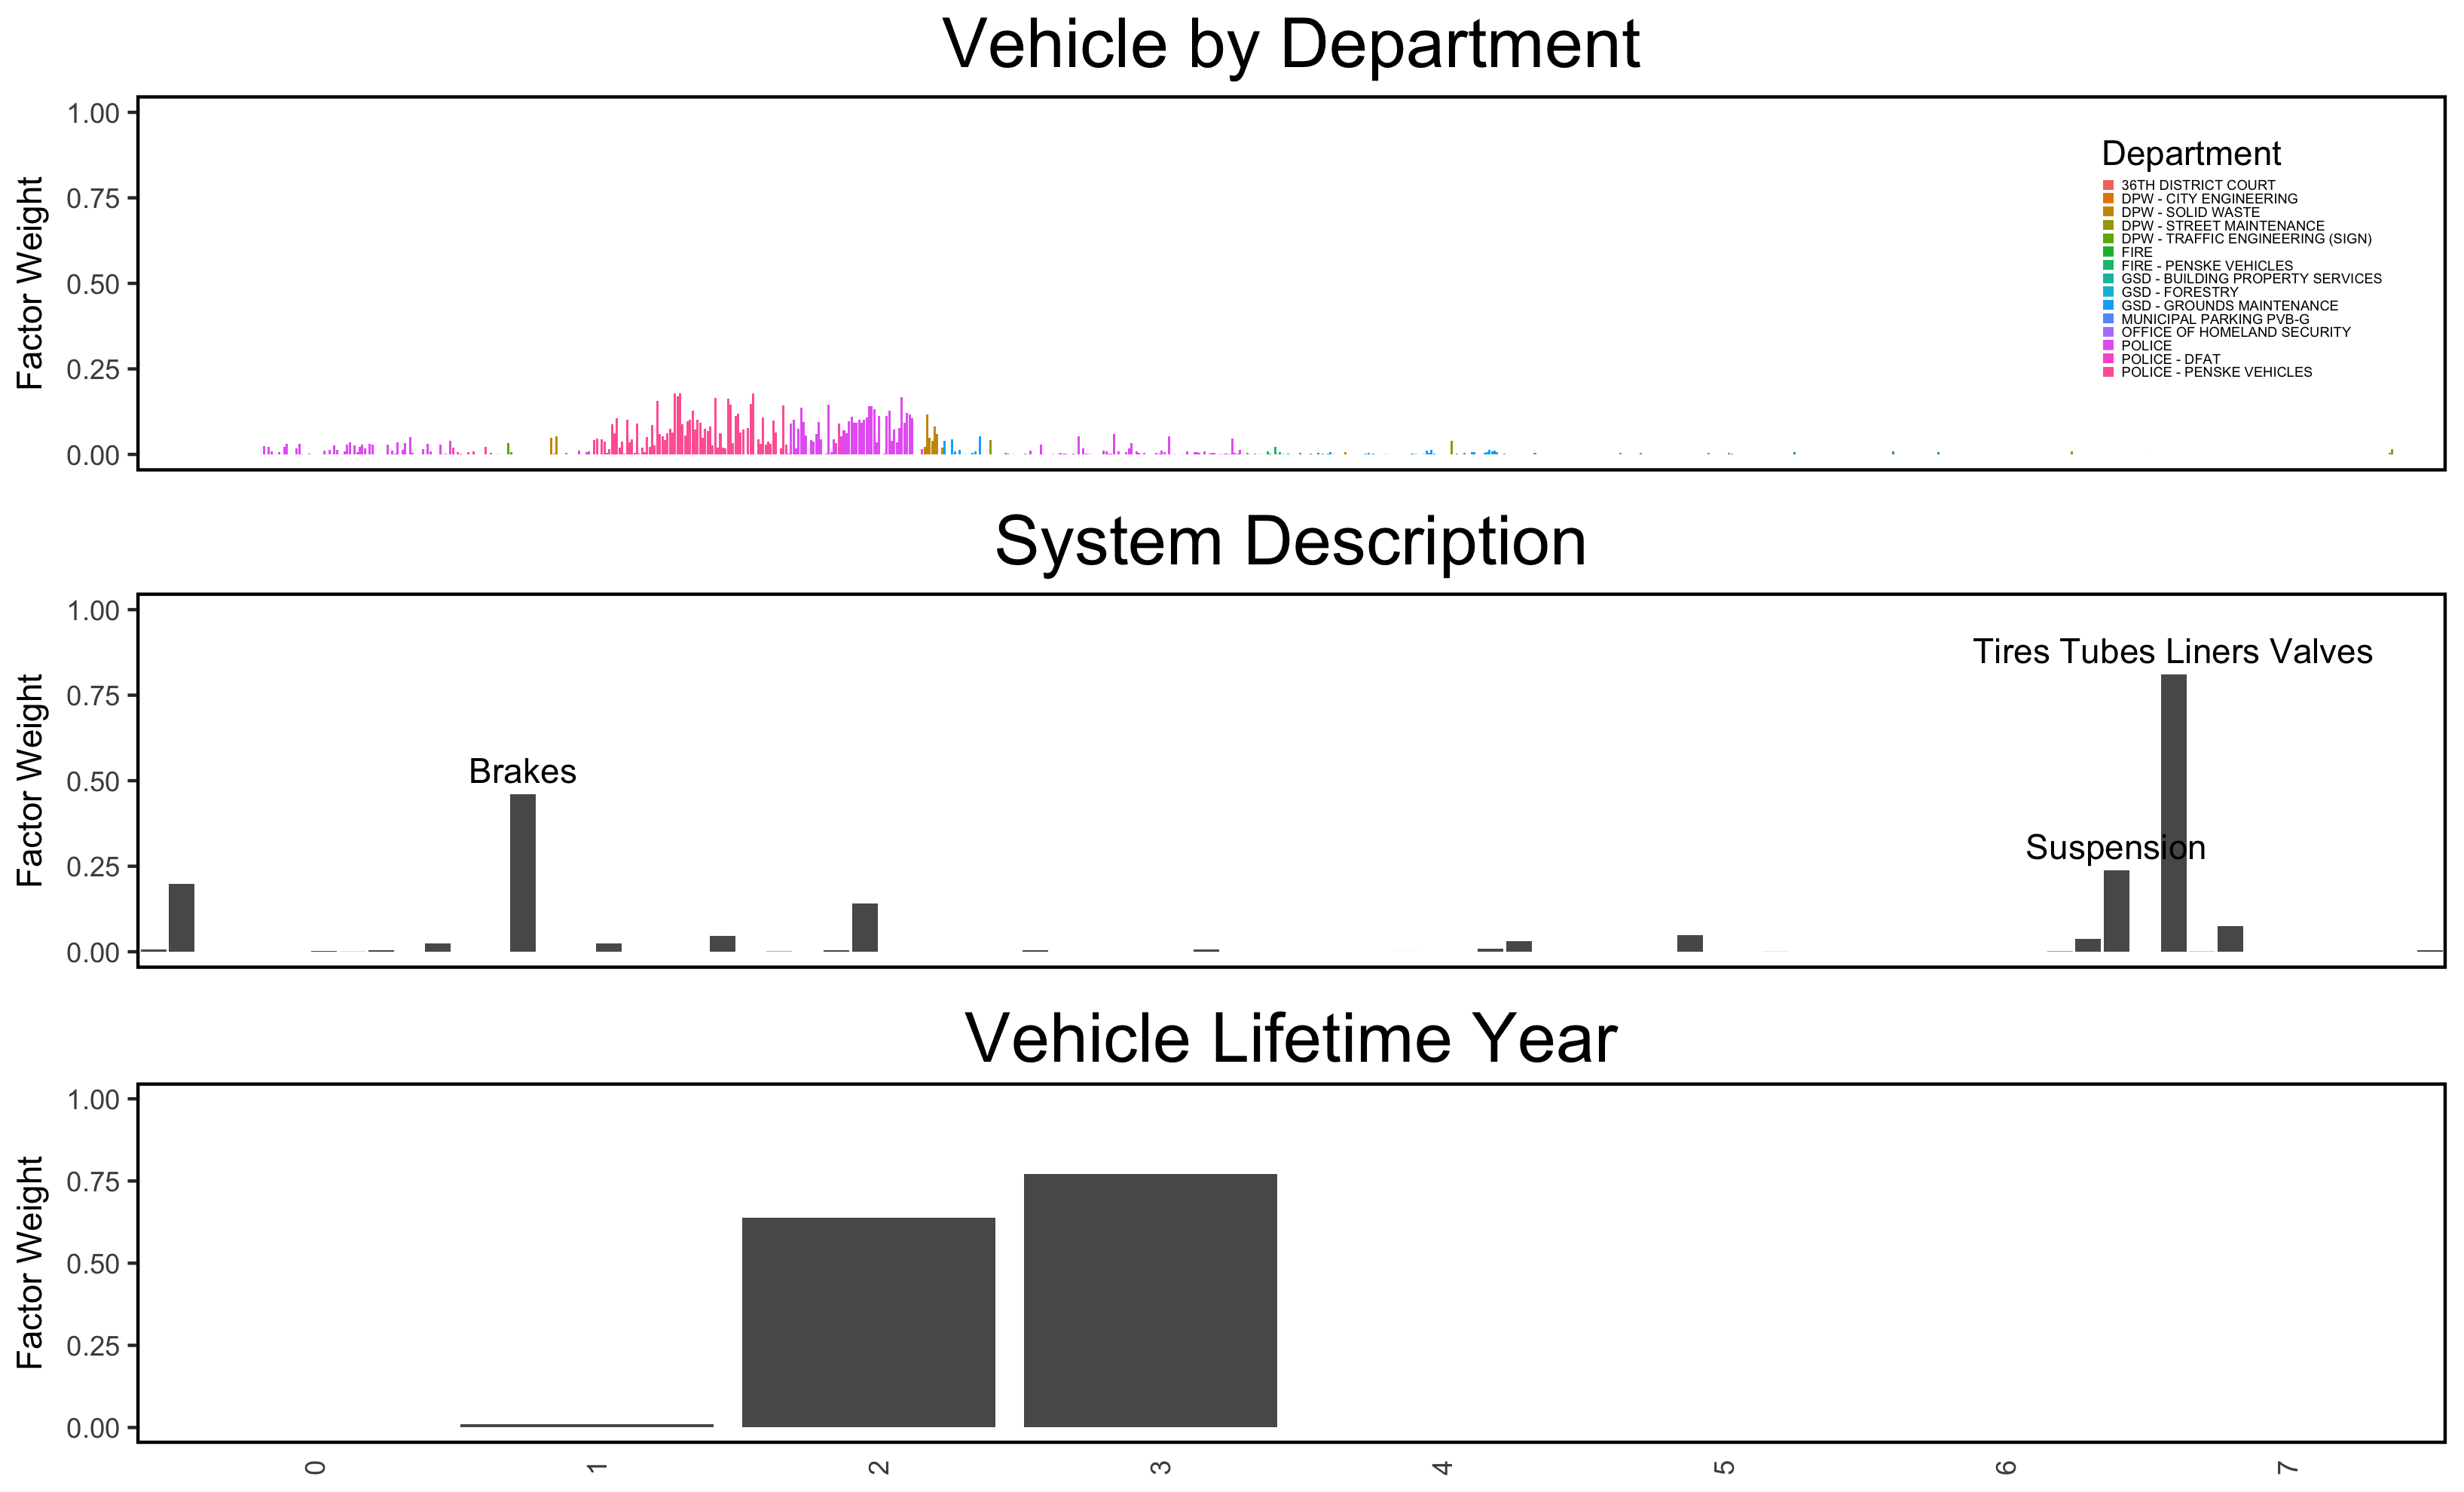 Vehicle by Department
Factor Weight
1.00
0.75
0.50
0.25
0.00
Department
36TH DISTRICT COURT
DPW - CITY ENGINEERING
DPW - SOLID WASTE
DPW - STREET MAINTENANCE
DPW - TRAFFIC ENGINEERING (SIGN)
FIRE
FIRE - PENSKE VEHICLES
GSD - BUILDING PROPERTY SERVICES
GSD - FORESTRY
GSD - GROUNDS MAINTENANCE
MUNICIPAL PARKING PVB-G
OFFICE OF HOMELAND SECURITY
POLICE
POLICE - DFAT
POLICE - PENSKE VEHICLES
System Description
Factor Weight
1.00
0.75
0.50
0.25
0.00
Tires Tubes Liners Valves
Brakes
Suspension
Vehicle Lifetime Year
Factor Weight
1.00
0.75
0.50
0.25
0.00
0 1 2 3 4 5 6 7